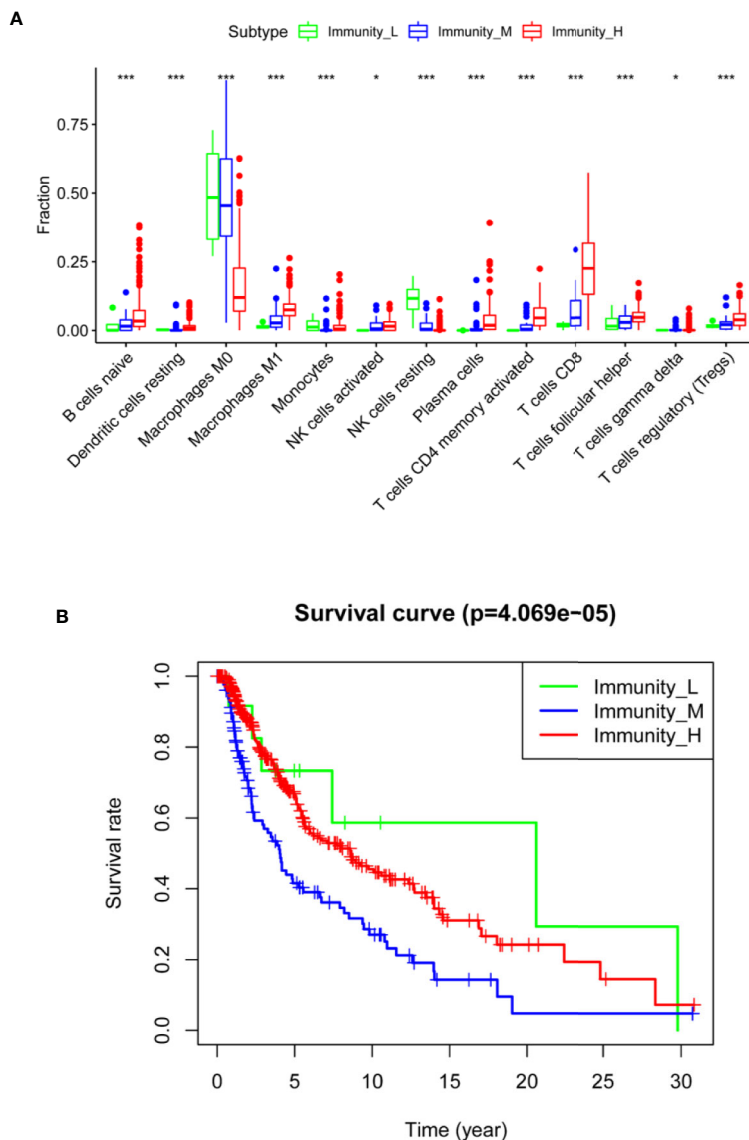 A
Subtype Immunity_L Immunity_M Immunity_H
*** *** *** *** *** * *** *** *** *** *** * ***
0.75
0.50
0.25
0.00
Fraction
B cells naive
Dendritic cells resting
Macrophages M0
Macrophages M1
Monocytes
NK cells activated
NK cells resting
Plasma cells
T cells CD4 memory activated
T cells CD8
T cells follicular helper
T cells gamma delta
T cells regulatory (Tregs)
B
Survival curve (p=4.069e−05)
Immunity_L
Immunity_M
Immunity_H
1.0
0.8
0.6
0.4
0.2
0.0
Survival rate
0 5 10 15 20 25 30
Time (year)